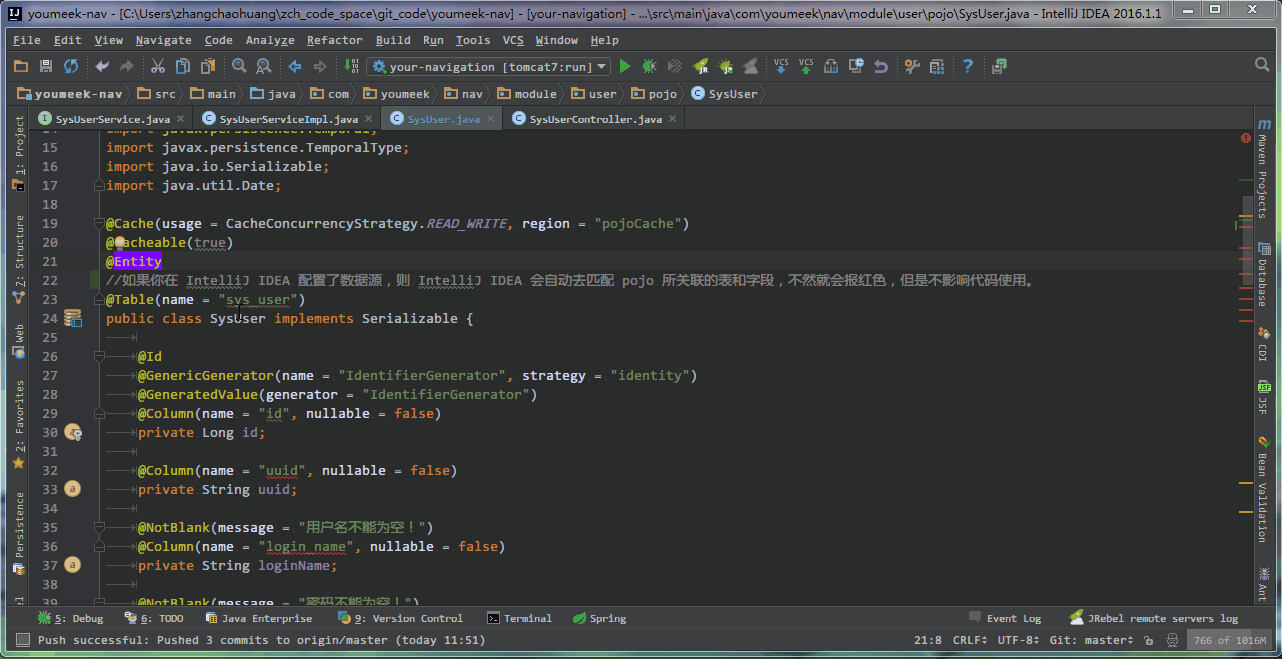 youmeek-nav - [C:\Users\zhangchaohuang\zch_code_space\git_code\youmeek-nav] - [your-navigation] - ...\src\main\java\com\youmeek\nav\module\user\pojo\SysUser.java - IntelliJ IDEA 2016.1.1
File Edit View Navigate Code Analyze Refactor Build Run Tools VCS Window Help
your-navigation [tomcat7:run] VCS VCS
youmeek-nav src main java com youmeek nav module user pojo SysUser
SysUserService.java SysUserServiceImpl.java SysUser.java SysUserController.java
14 import javax.persistence.Temporal;
15 import javax.persistence.TemporalType;
16 import java.io.Serializable;
17 import java.util.Date;
18
19 @Cache(usage = CacheConcurrencyStrategy.READ_WRITE, region = "pojoCache")
20 @Cacheable(true)
21 @Entity
22 //如果你在 IntelliJ IDEA 配置了数据源，则 IntelliJ IDEA 会自动去匹配 pojo 所关联的表和字段，不然就会报红色，但是不影响代码使用。
23 @Table(name = "sys_user")
24 public class SysUser implements Serializable {
25
26 @Id
27 @GenericGenerator(name = "IdentifierGenerator", strategy = "identity")
28 @GeneratedValue(generator = "IdentifierGenerator")
29 @Column(name = "id", nullable = false)
30 private Long id;
31
32 @Column(name = "uuid", nullable = false)
33 private String uuid;
34
35 @NotBlank(message = "用户名不能为空！")
36 @Column(name = "login_name", nullable = false)
37 private String loginName;
38
39 @NotBlank(message = "密码不能为空！")
1: Project
7: Structure
Web
2: Favorites
Persistence
Maven Projects
Database
CDI
JSF
Bean Validation
Ant
5: Debug 6: TODO Java Enterprise 9: Version Control Terminal Spring Event Log JRebel remote servers log
Push successful: Pushed 3 commits to origin/master (today 11:51) 21:8 CRLF UTF-8 Git: master 766 of 1016M